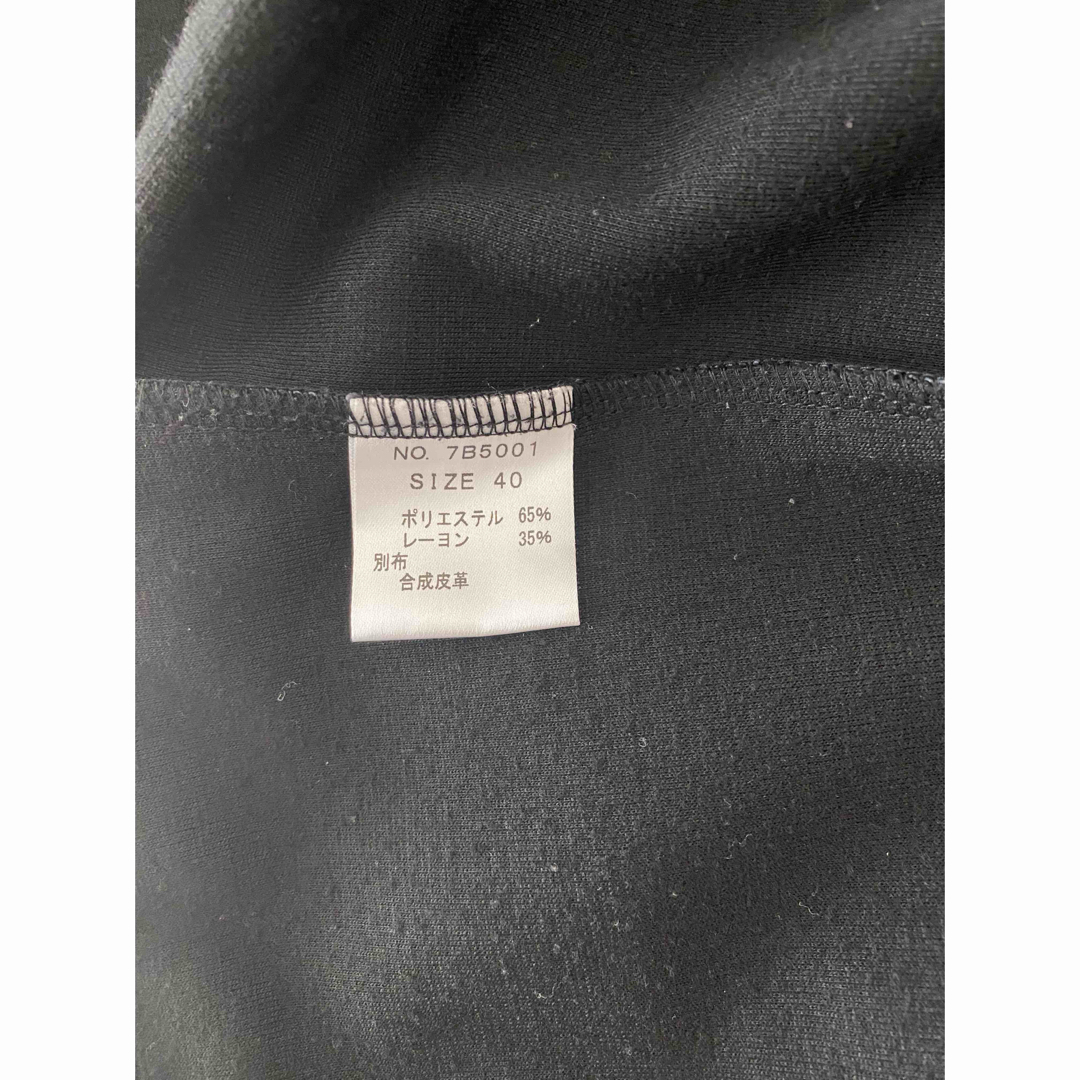 NO. 7B5001
SIZE 40
ポリエステル 65%
レーヨン 35%
別布
合成皮革